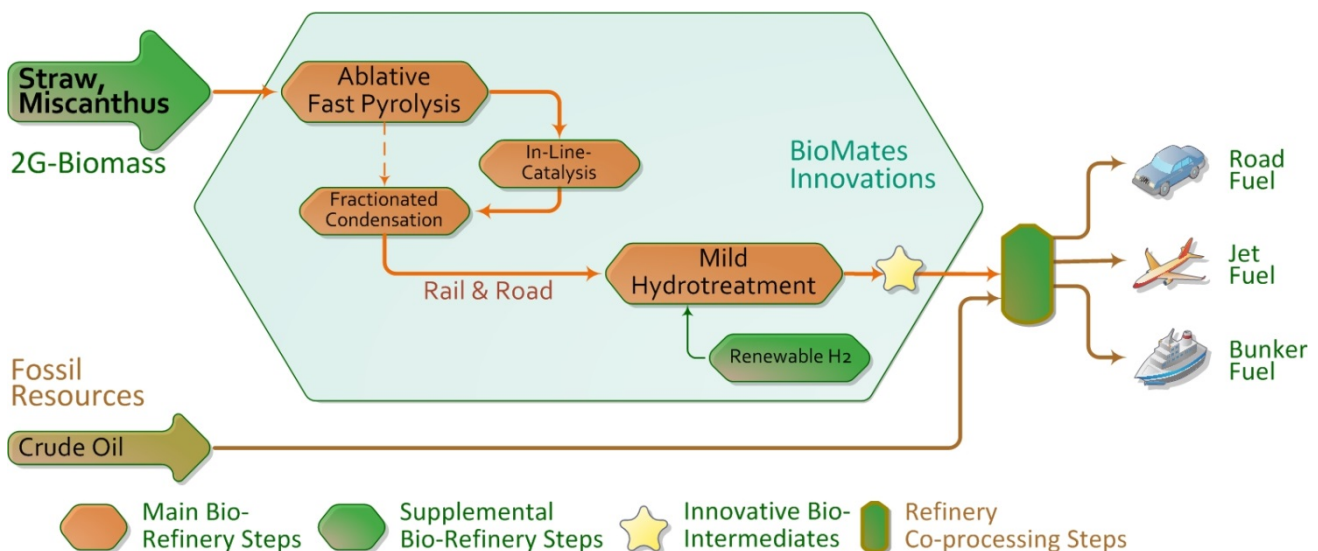 Straw,
Miscanthus
2G-Biomass
Ablative
Fast Pyrolysis
In-Line-
Catalysis
Fractionated
Condensation
BioMates
Innovations
Rail & Road
Mild
Hydrotreatment
Renewable H2
Road
Fuel
Jet
Fuel
Bunker
Fuel
Fossil
Resources
Crude Oil
Main Bio-
Refinery Steps
Supplemental
Bio-Refinery Steps
Innovative Bio-
Intermediates
Refinery
Co-processing Steps